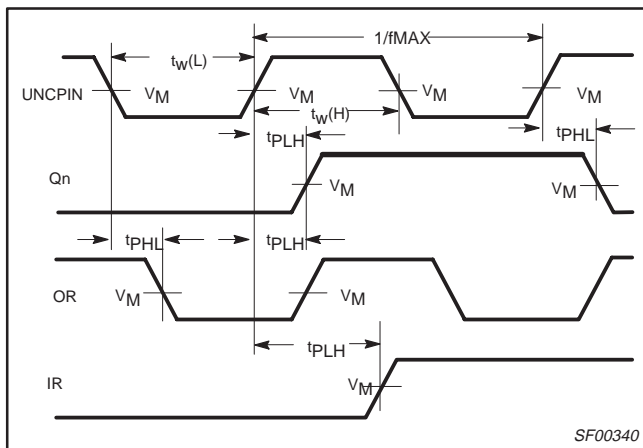 tw(L)
1/fMAX
UNCPIN
VM
VM
VM
VM
tw(H)
tPLH
tPHL
Qn
VM
VM
tPHL
tPLH
OR
VM
VM
tPLH
IR
VM
SF00340